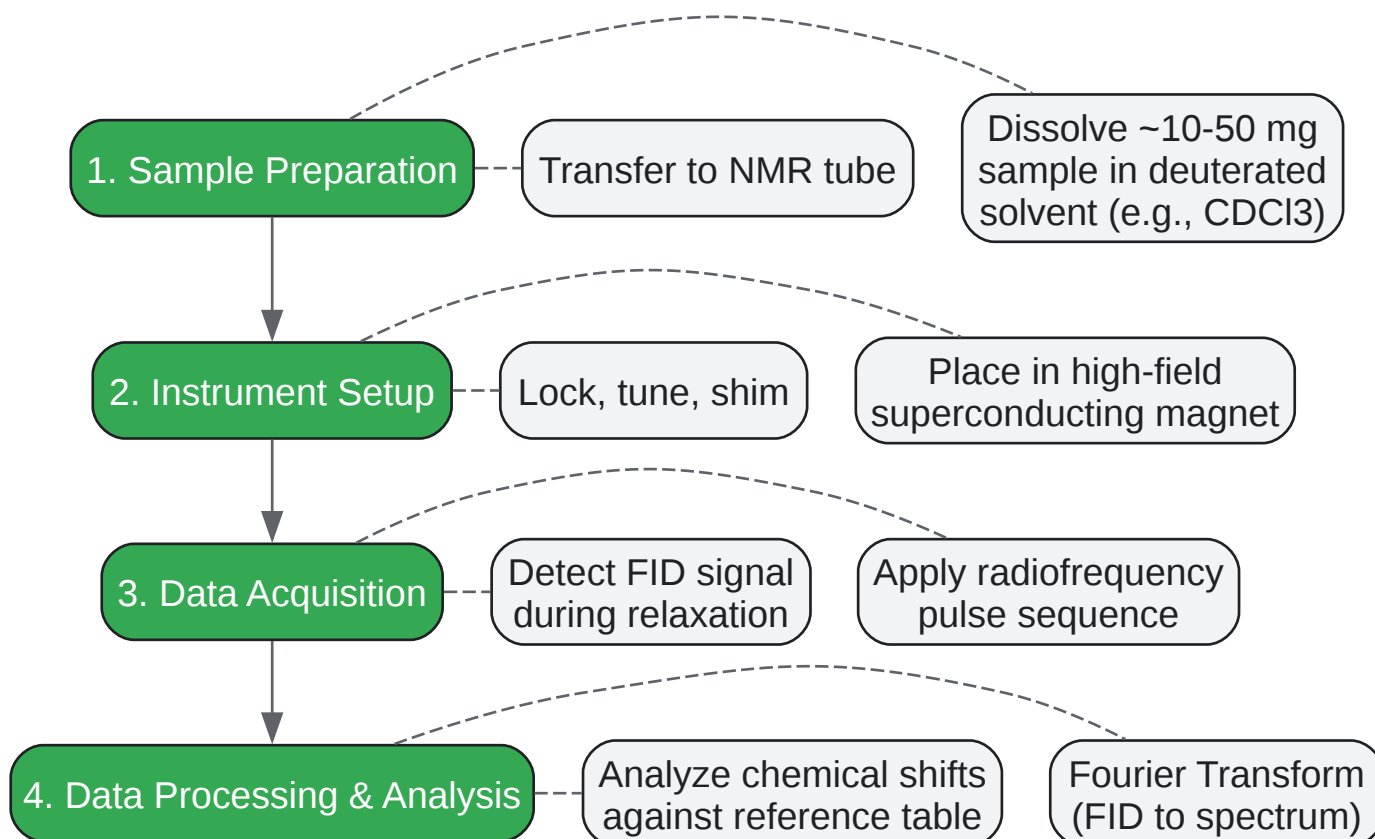 1. Sample Preparation
Transfer to NMR tube
Dissolve ~10-50 mg
sample in deuterated
solvent (e.g., CDCl3)
2. Instrument Setup
Lock, tune, shim
Place in high-field
superconducting magnet
3. Data Acquisition
Detect FID signal
during relaxation
Apply radiofrequency
pulse sequence
4. Data Processing & Analysis
Analyze chemical shifts
against reference table
Fourier Transform
(FID to spectrum)